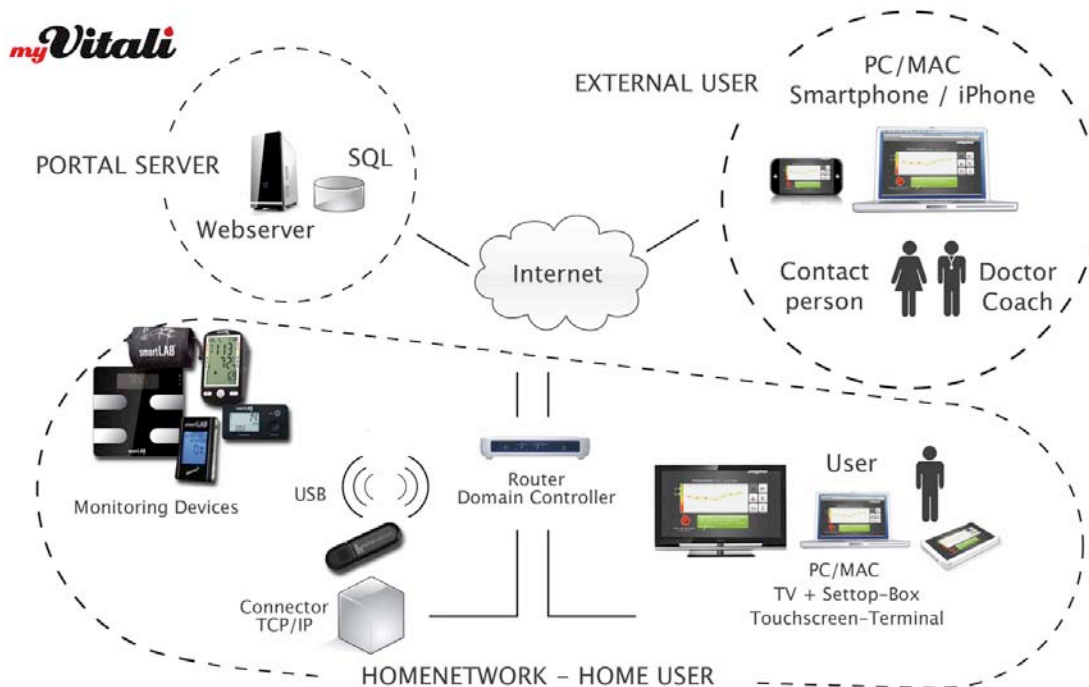 myVitali
PORTAL SERVER
SQL
Webserver
EXTERNAL USER
PC/MAC
Smartphone / iPhone
Internet
Contact
person
Doctor
Coach
smartLAB
Monitoring Devices
USB
Router
Domain Controller
User
Connector
TCP/IP
PC/MAC
TV + Settop-Box
Touchscreen-Terminal
HOMENETWORK - HOME USER